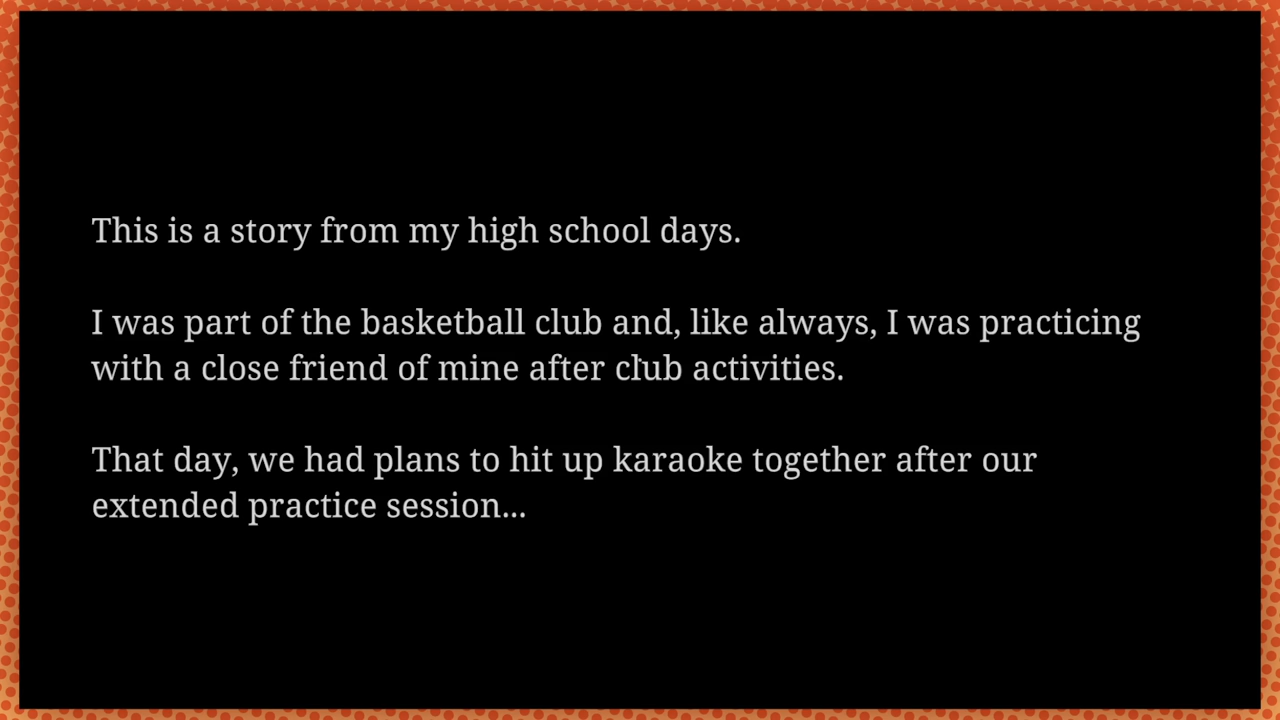 This is a story from my high school days.
I was part of the basketball club and, like always, I was practicing
with a close friend of mine after club activities.
That day, we had plans to hit up karaoke together after our
extended practice session...